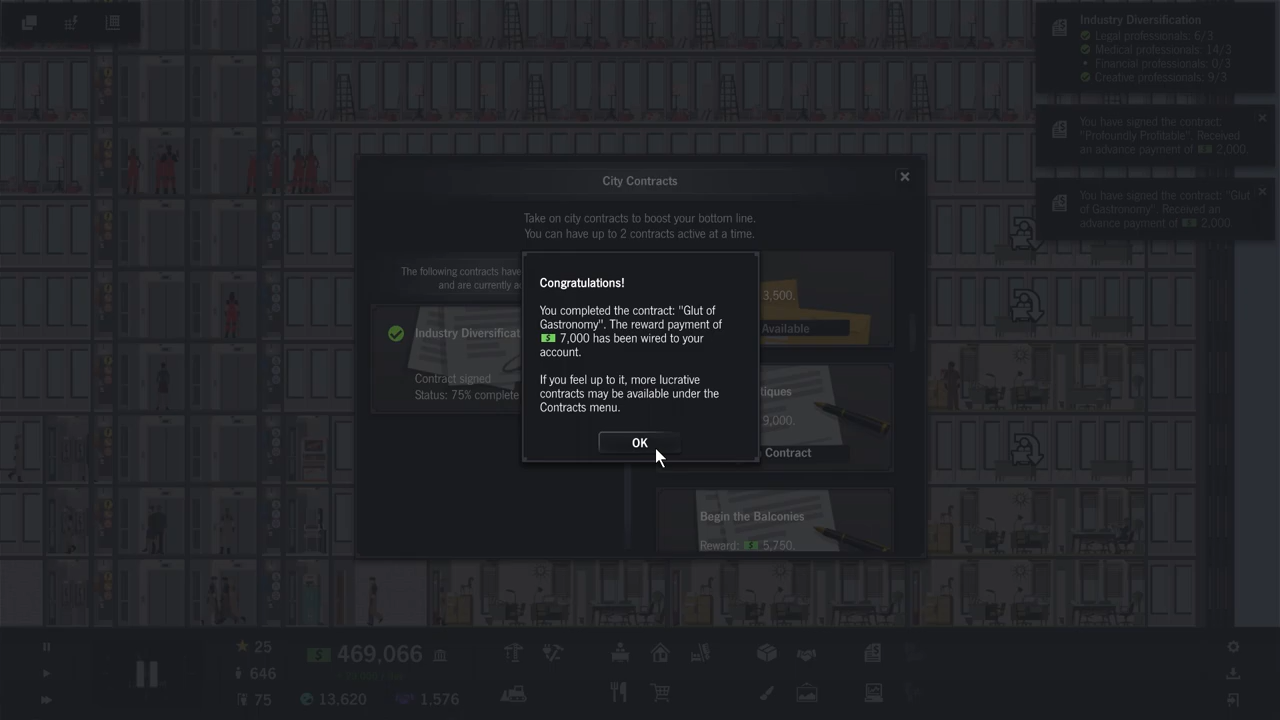 Industry Diversification
Legal professionals: 6/3
Medical professionals: 14/3
Financial professionals: 0/3
Creative professionals: 9/3
You have signed the contract:
"Profoundly Profitable". Received
an advance payment of $ 2,000.
You have signed the contract: "Glut
of Gastronomy". Received an
advance payment of $ 2,000.
City Contracts
Take on city contracts to boost your bottom line.
You can have up to 2 contracts active at a time.
The following contracts have
and are currently
Industry Diversificat
Contract signed
Status: 75% complete
3,500.
Available
tiques
9,000.
Contract
Begin the Balconies
Reward: $ 5,750.
Congratulations!
You completed the contract: "Glut of
Gastronomy". The reward payment of
$ 7,000 has been wired to your
account.
If you feel up to it, more lucrative
contracts may be available under the
Contracts menu.
OK
25
646
75
$ 469,066
13,620
1,576